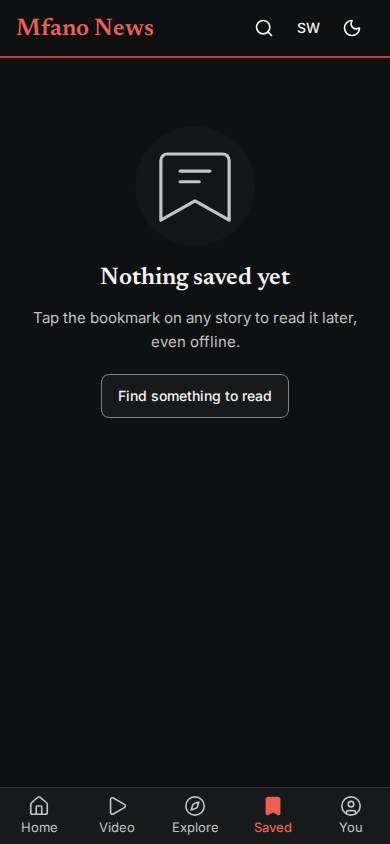 Mfano News
SW
Nothing saved yet
Tap the bookmark on any story to read it later,
even offline.
Find something to read
Home
Video
Explore
Saved
You